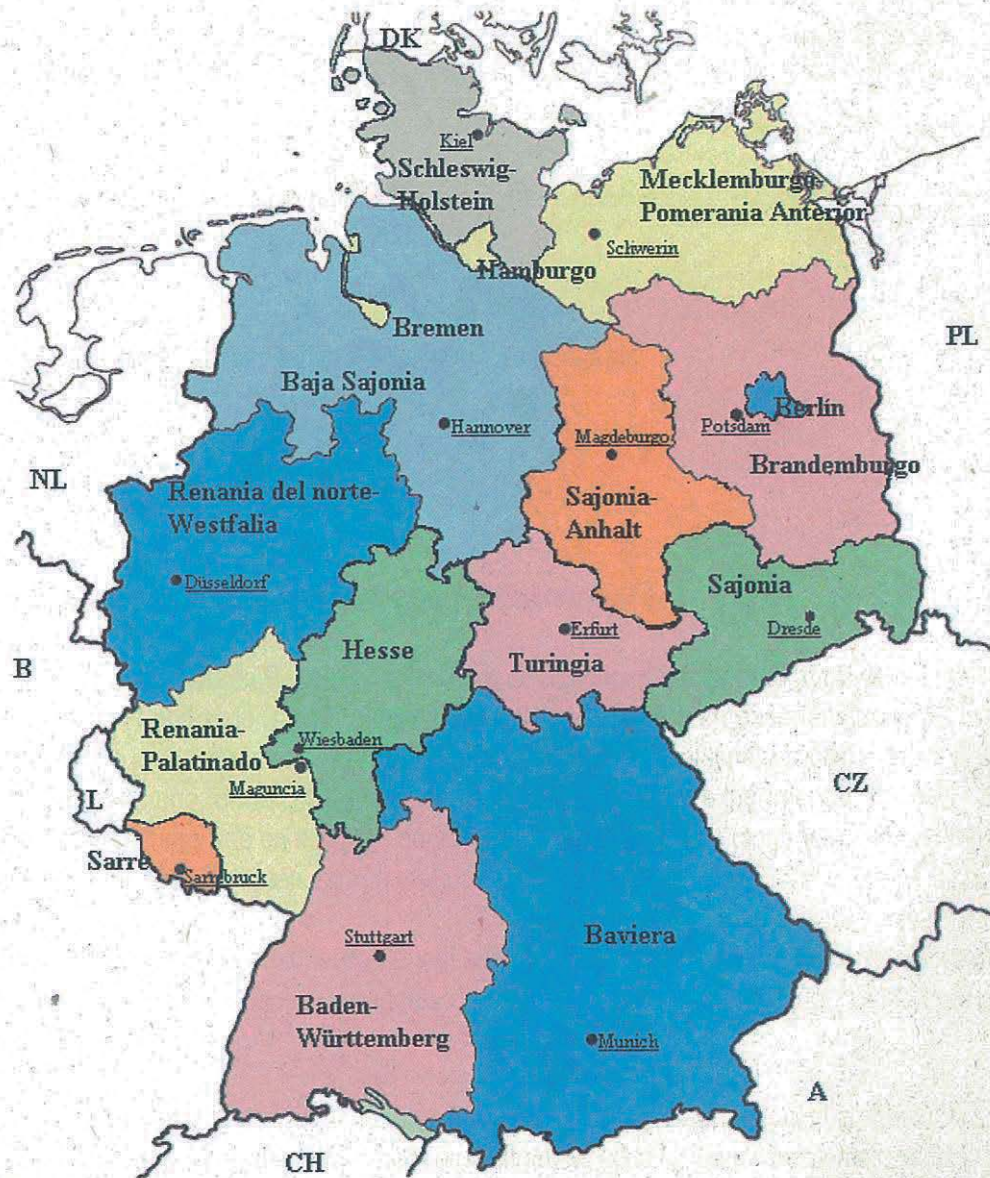 DK
Kiel
Schleswig-
Holstein
Mecklemburgo-
Pomerania Anterior
Schwerin
Hamburgo
Bremen
PL
Baja Sajonia
Hannover
Berlín
Potsdam
Magdeburgo
Brandemburgo
NL
Renania del norte-
Westfalia
Sajonia-
Anhalt
Düsseldorf
Sajonia
Dresde
Erfurt
Turingia
Hesse
B
Renania-
Palatinado
Wiesbaden
Maguncia
L
CZ
Sarre
Sarrebruck
Stuttgart
Baviera
Baden-
Württemberg
Munich
A
CH